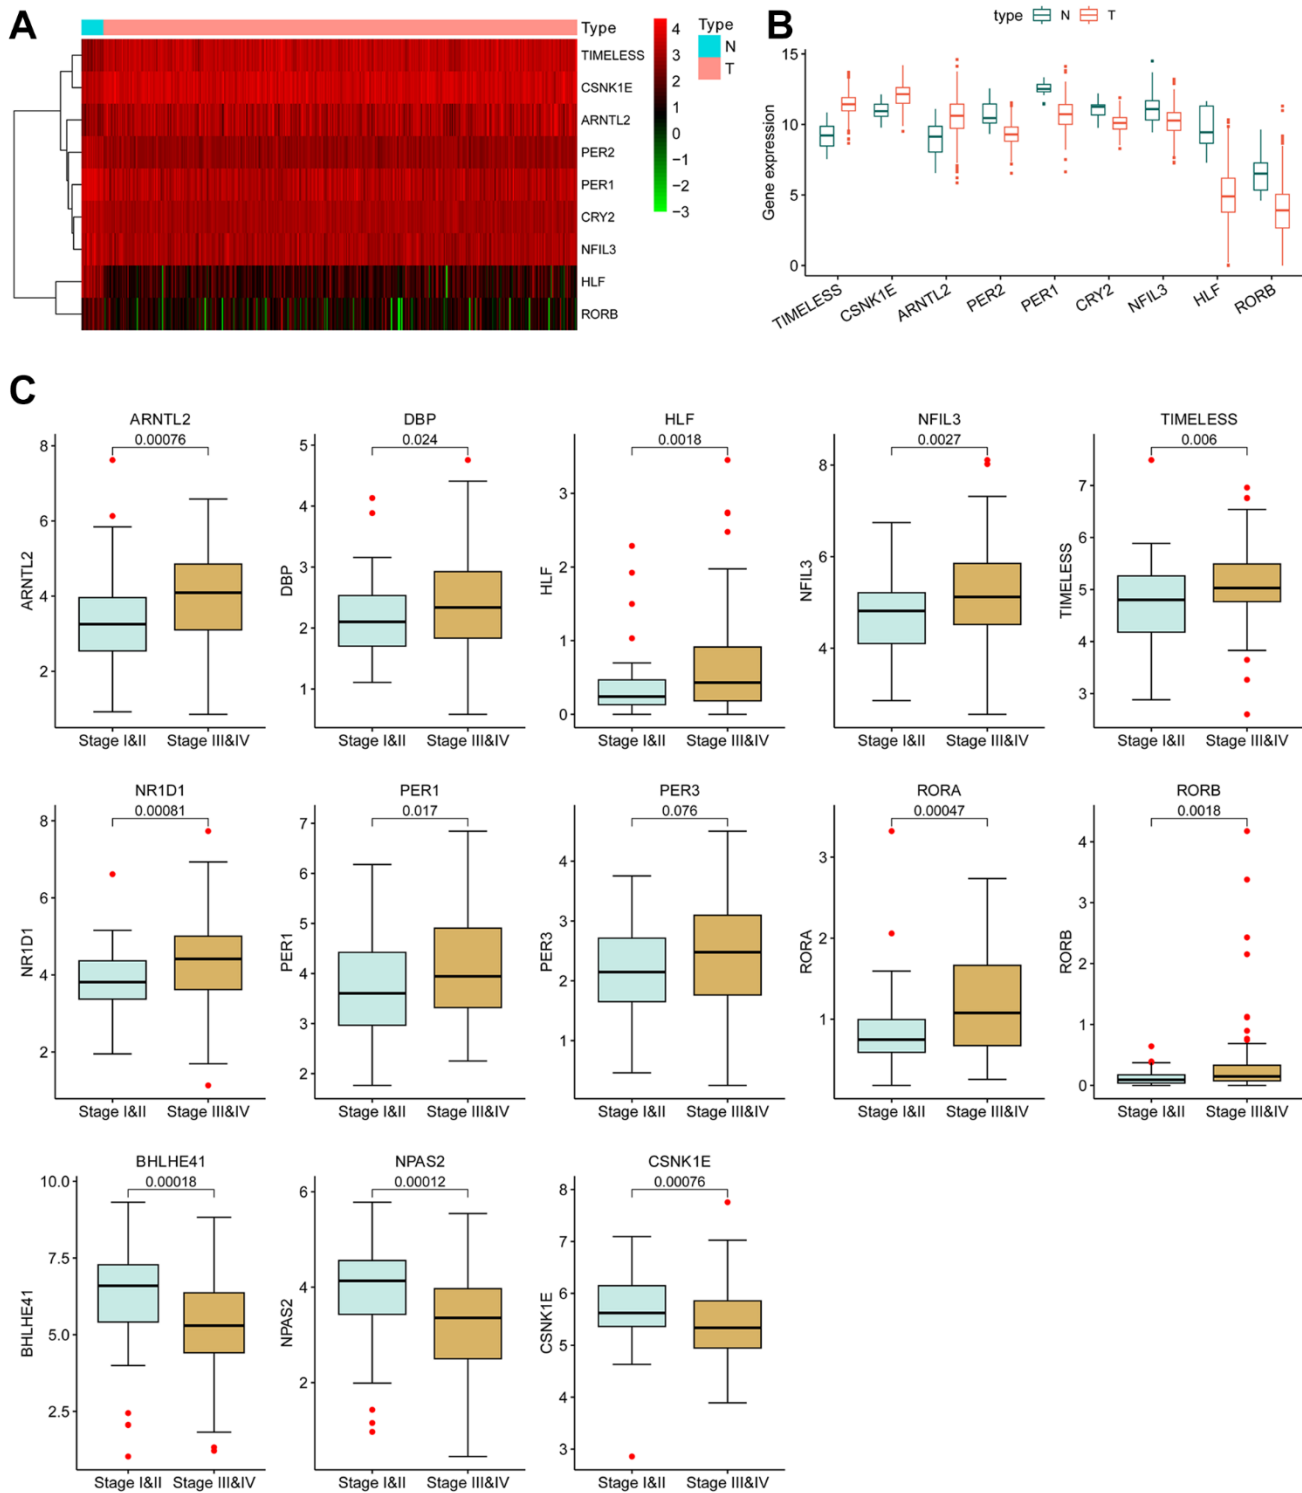 A
Type
TIMELESS
CSNK1E
ARNTL2
PER2
PER1
CRY2
NFIL3
HLF
RORB
4
3
2
1
0
−1
−2
−3
Type
N
T
B
type N T
Gene expression
15
10
5
0
TIMELESS CSNK1E ARNTL2 PER2 PER1 CRY2 NFIL3 HLF RORB
C
ARNTL2
0.00076
ARNTL2
8
6
4
2
Stage I&II Stage III&IV
DBP
0.024
DBP
5
4
3
2
1
Stage I&II Stage III&IV
HLF
0.0018
HLF
3
2
1
0
Stage I&II Stage III&IV
NFIL3
0.0027
NFIL3
8
6
4
Stage I&II Stage III&IV
TIMELESS
0.006
TIMELESS
7
6
5
4
3
Stage I&II Stage III&IV
NR1D1
0.00081
NR1D1
8
6
4
2
Stage I&II Stage III&IV
PER1
0.017
PER1
7
6
5
4
3
2
Stage I&II Stage III&IV
PER3
0.076
PER3
4
3
2
1
Stage I&II Stage III&IV
RORA
0.00047
RORA
3
2
1
Stage I&II Stage III&IV
RORB
0.0018
RORB
4
3
2
1
0
Stage I&II Stage III&IV
BHLHE41
0.00018
BHLHE41
10.0
7.5
5.0
2.5
Stage I&II Stage III&IV
NPAS2
0.00012
NPAS2
6
4
2
Stage I&II Stage III&IV
CSNK1E
0.00076
CSNK1E
8
7
6
5
4
3
Stage I&II Stage III&IV